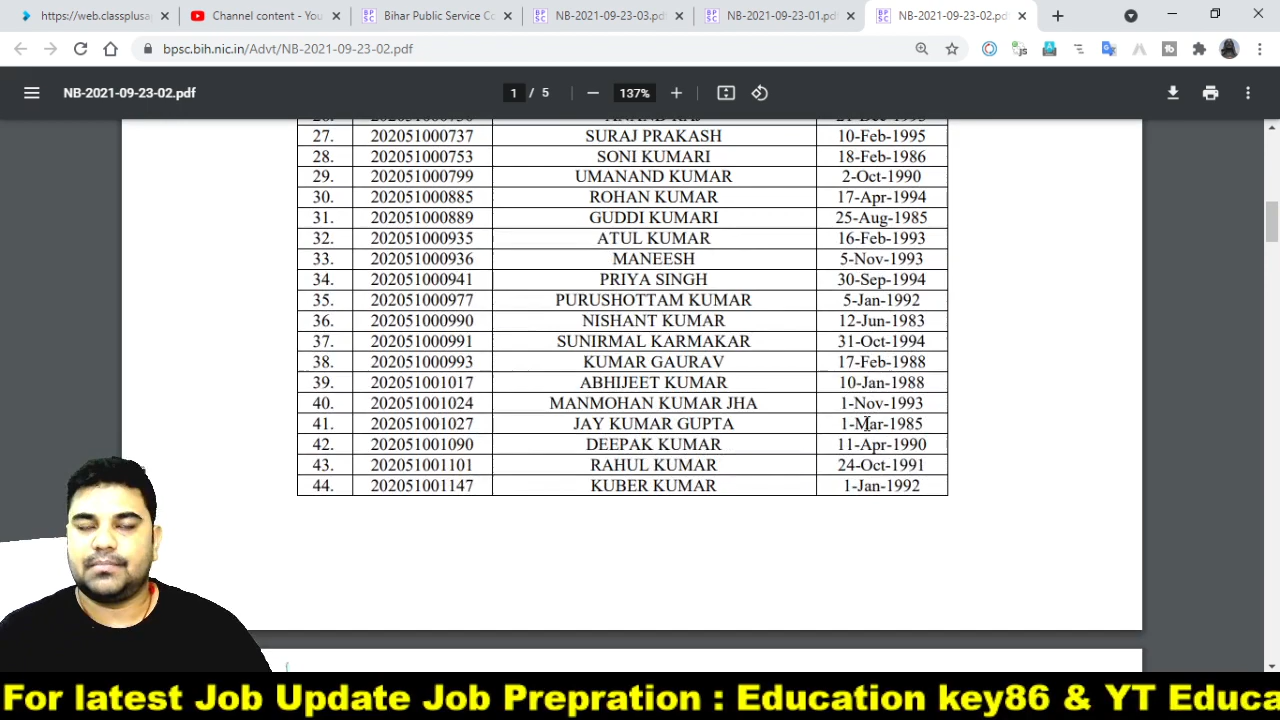 https://web.classplusa
Channel content - You
Bihar Public Service Co
NB-2021-09-23-03.pdf
NB-2021-09-23-01.pdf
NB-2021-09-23-02.pdf
bpsc.bih.nic.in/Advt/NB-2021-09-23-02.pdf
NB-2021-09-23-02.pdf 1 / 5 137%
27. 202051000737 SURAJ PRAKASH 10-Feb-1995
28. 202051000753 SONI KUMARI 18-Feb-1986
29. 202051000799 UMANAND KUMAR 2-Oct-1990
30. 202051000885 ROHAN KUMAR 17-Apr-1994
31. 202051000889 GUDDI KUMARI 25-Aug-1985
32. 202051000935 ATUL KUMAR 16-Feb-1993
33. 202051000936 MANEESH 5-Nov-1993
34. 202051000941 PRIYA SINGH 30-Sep-1994
35. 202051000977 PURUSHOTTAM KUMAR 5-Jan-1992
36. 202051000990 NISHANT KUMAR 12-Jun-1983
37. 202051000991 SUNIRMAL KARMAKAR 31-Oct-1994
38. 202051000993 KUMAR GAURAV 17-Feb-1988
39. 202051001017 ABHIJEET KUMAR 10-Jan-1988
40. 202051001024 MANMOHAN KUMAR JHA 1-Nov-1993
41. 202051001027 JAY KUMAR GUPTA 1-Mar-1985
42. 202051001090 DEEPAK KUMAR 11-Apr-1990
43. 202051001101 RAHUL KUMAR 24-Oct-1991
44. 202051001147 KUBER KUMAR 1-Jan-1992
For latest Job Update Job Prepration : Education key86 & YT Educa